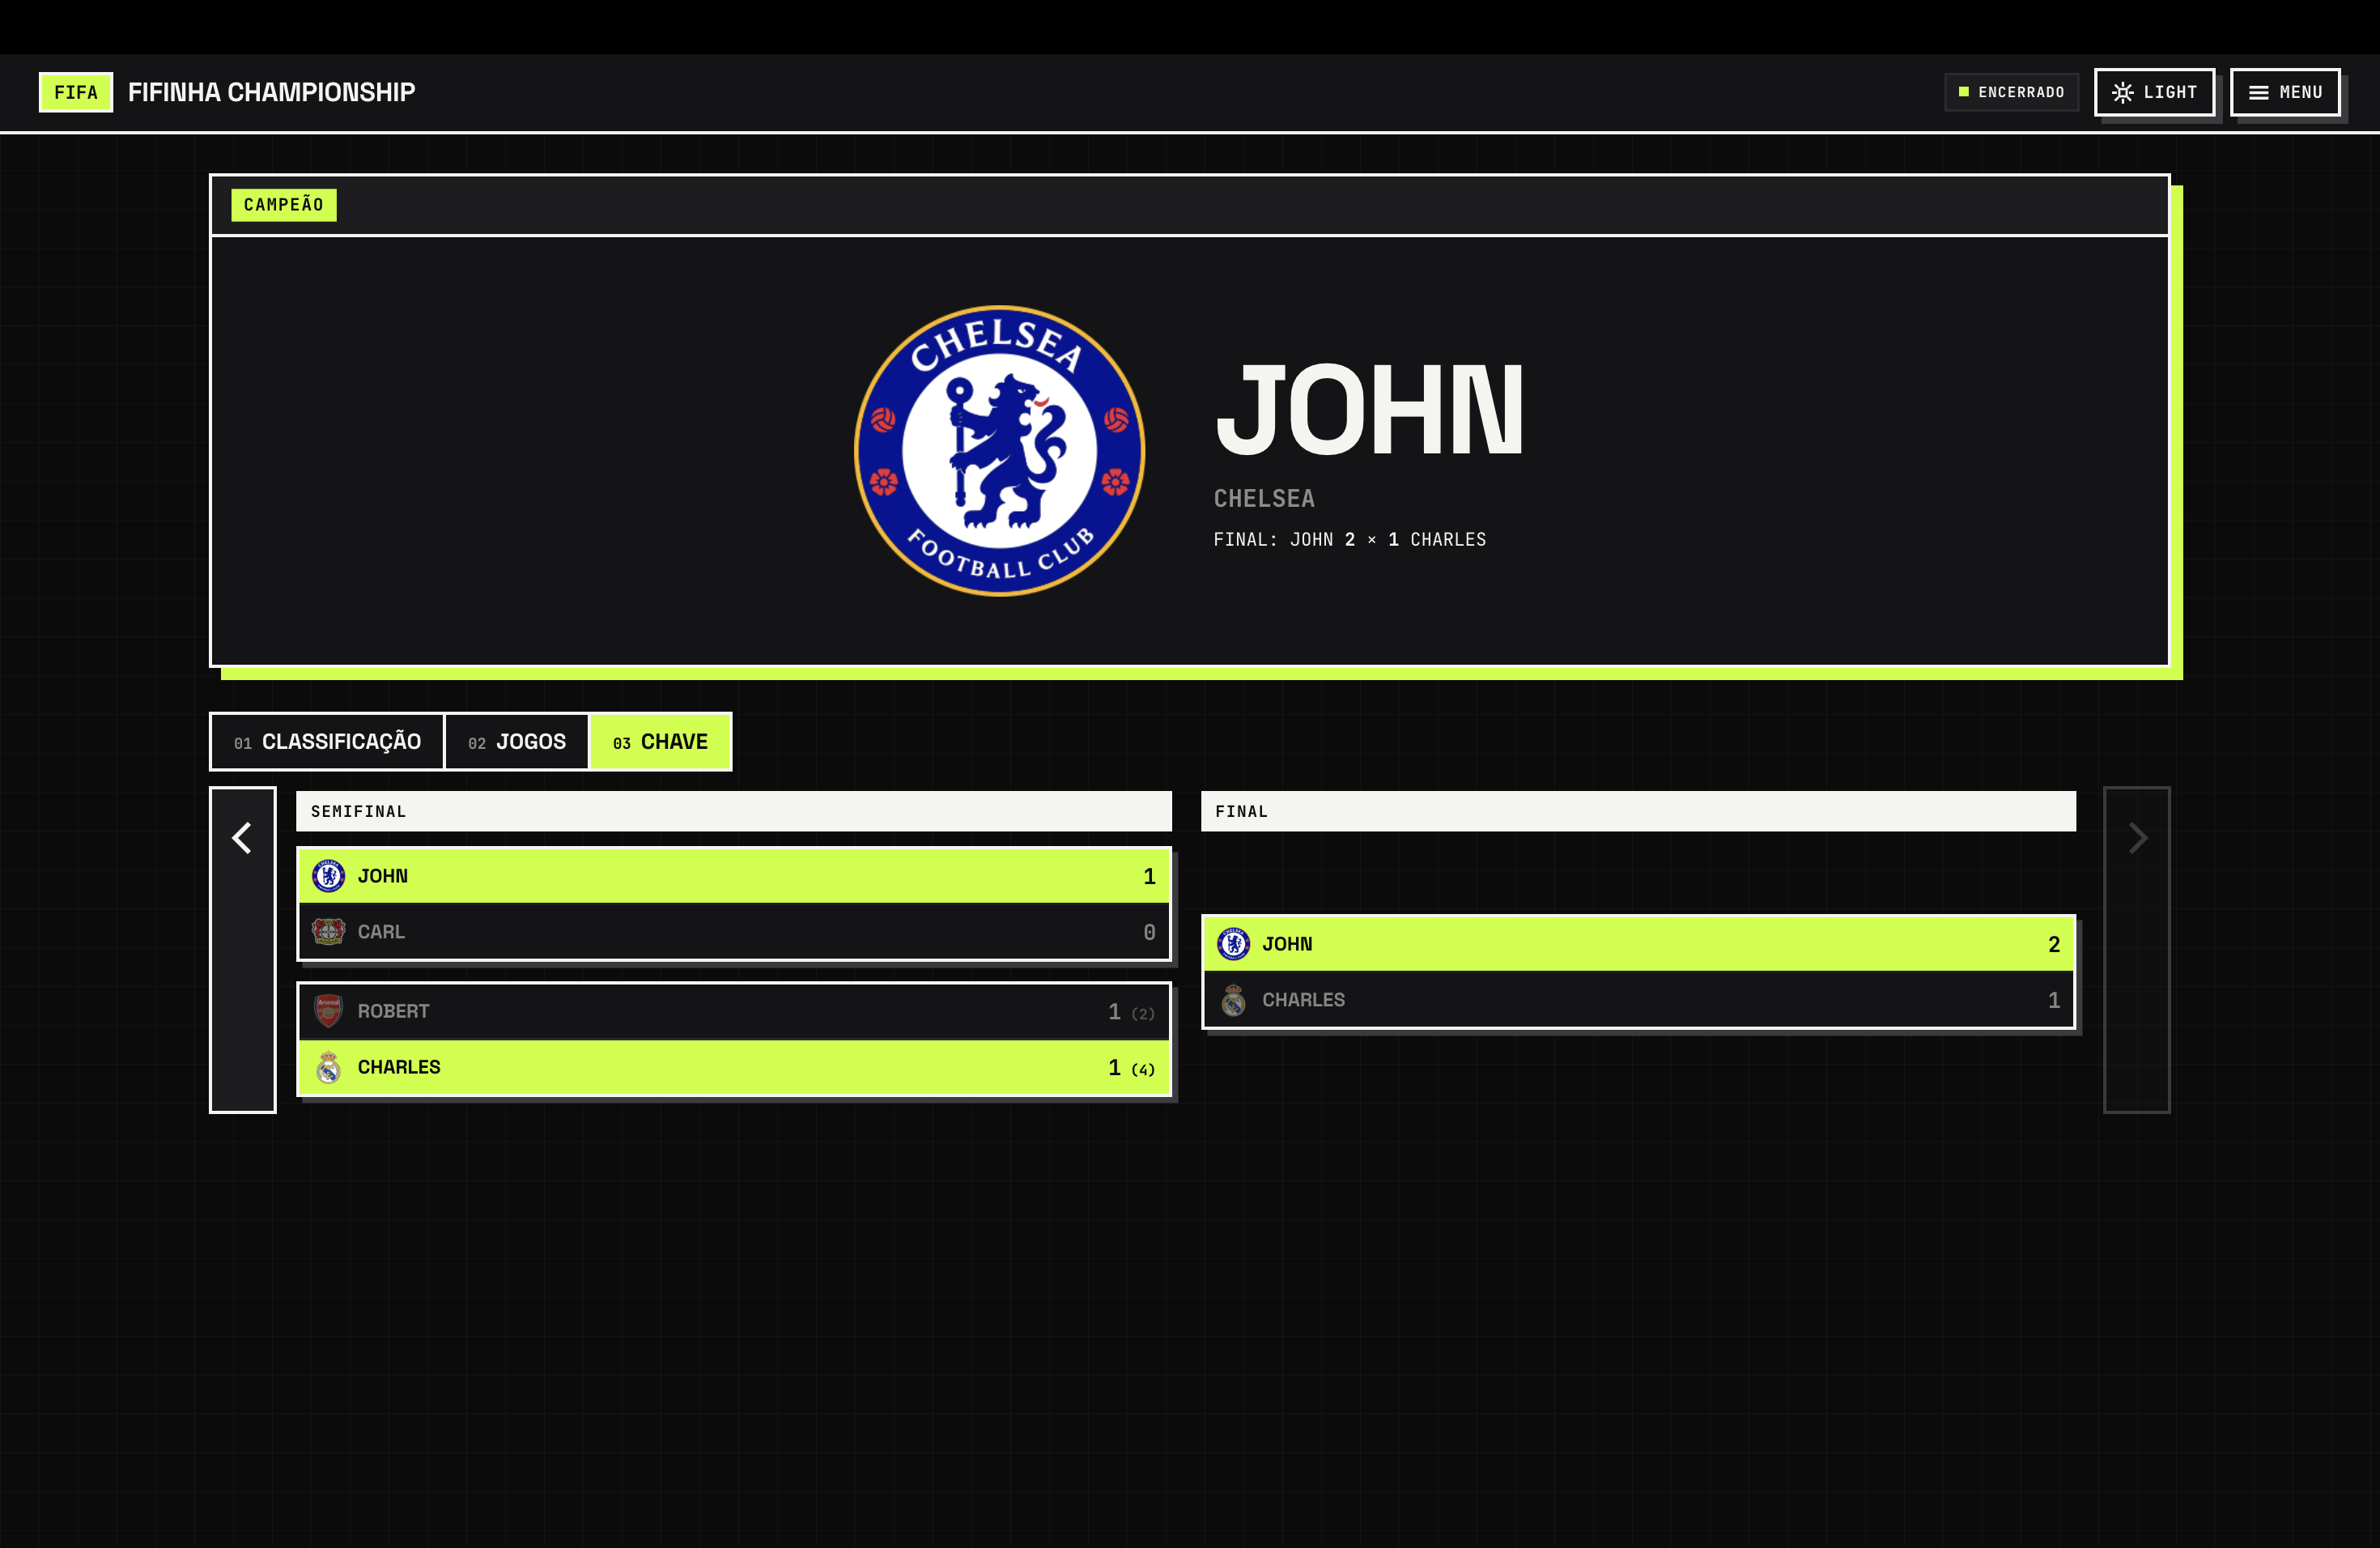 FIFA FIFINHA CHAMPIONSHIP
ENCERRADO LIGHT MENU
CAMPEÃO
CHELSEA
FOOTBALL CLUB
JOHN
CHELSEA
FINAL: JOHN 2 × 1 CHARLES
01 CLASSIFICAÇÃO 02 JOGOS 03 CHAVE
SEMIFINAL
JOHN 1
CARL 0
ROBERT 1 (2)
CHARLES 1 (4)
FINAL
JOHN 2
CHARLES 1